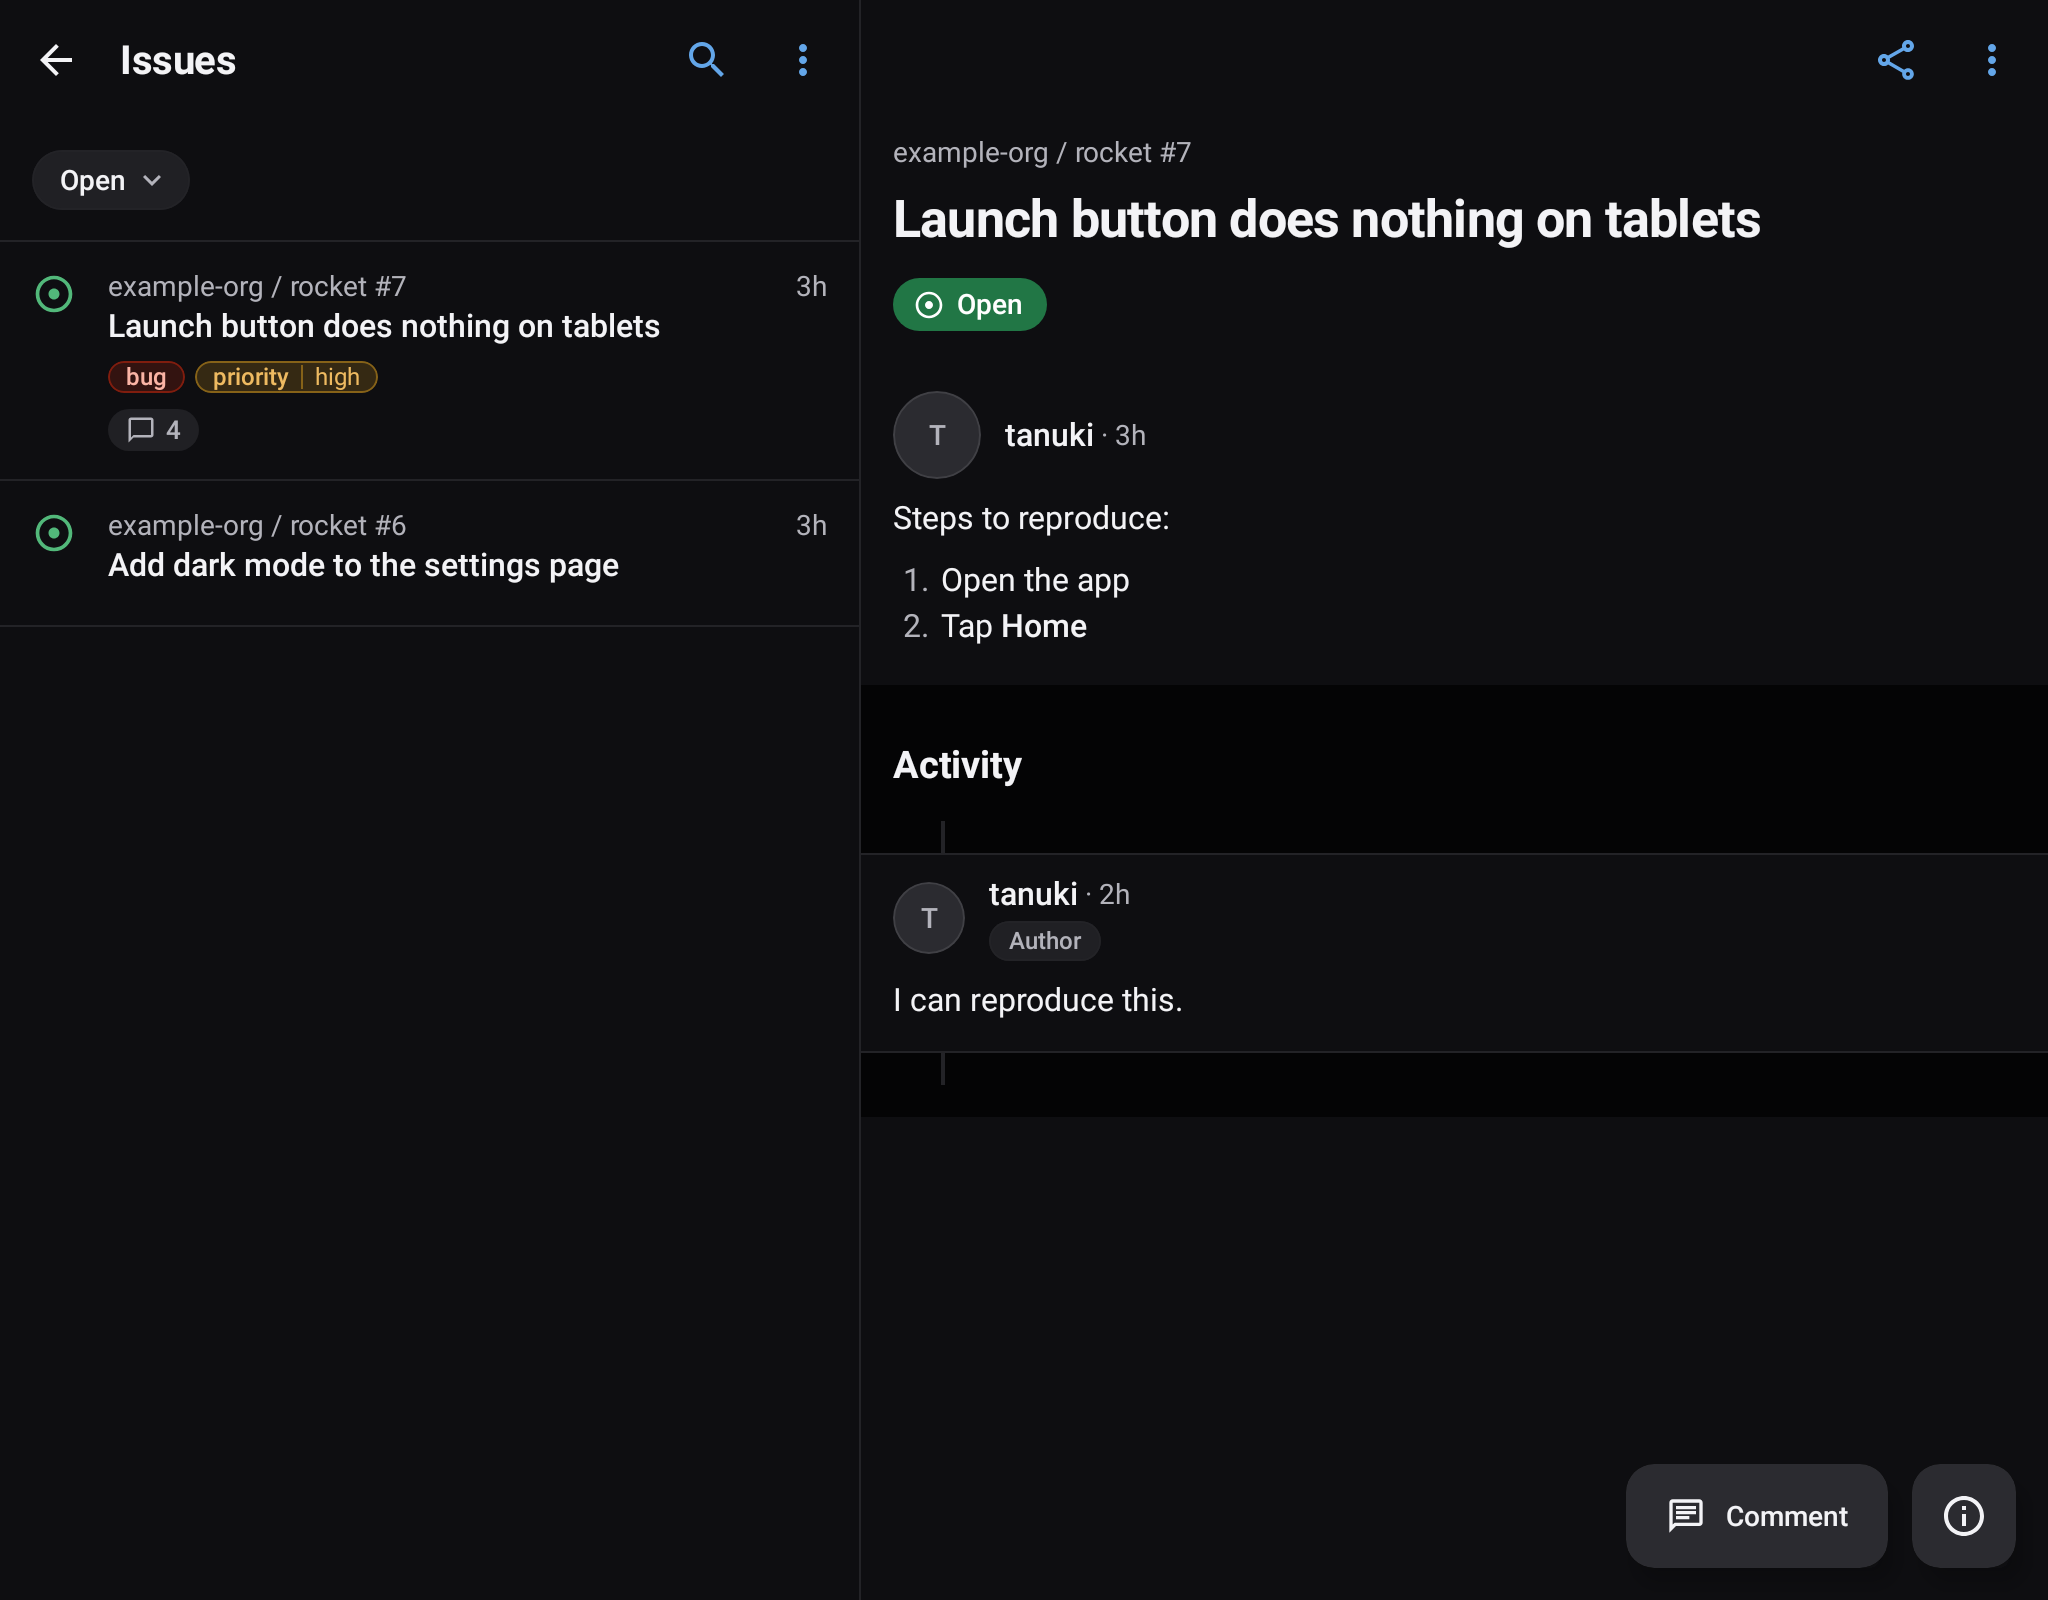 Issues
Open
example-org / rocket #7
3h
Launch button does nothing on tablets
bug
priority high
4
example-org / rocket #6
3h
Add dark mode to the settings page
example-org / rocket #7
Launch button does nothing on tablets
Open
T
tanuki · 3h
Steps to reproduce:
1. Open the app
2. Tap Home
Activity
T
tanuki · 2h
Author
I can reproduce this.
Comment